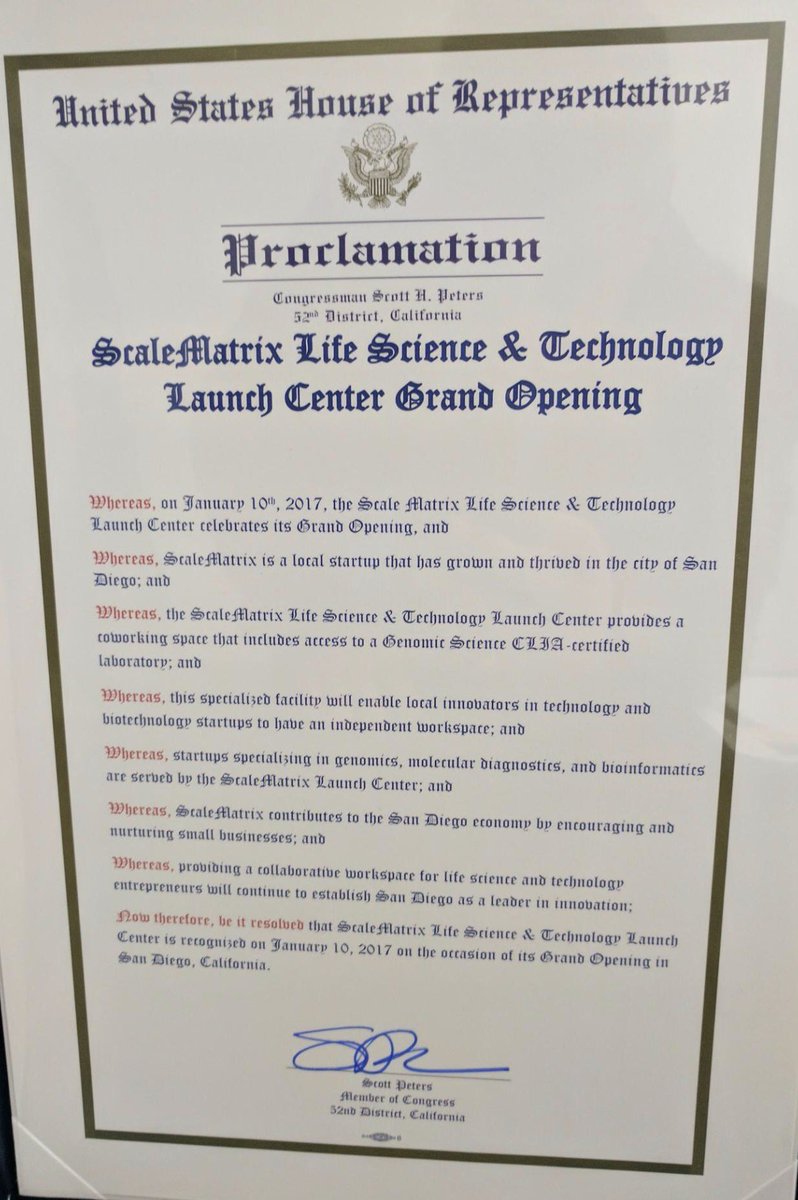 United States House of Representatives
Proclamation
Congressman Scott H. Peters
52nd District, California
ScaleMatrix Life Science & Technology
Launch Center Grand Opening
Whereas, on January 10th, 2017, the Scale Matrix Life Science & Technology
Launch Center celebrates its Grand Opening, and
Whereas, ScaleMatrix is a local startup that has grown and thrived in the city of San
Diego; and
Whereas, the ScaleMatrix Life Science & Technology Launch Center provides a
coworking space that includes access to a Genomic Science CLIA-certified
laboratory; and
Whereas, this specialized facility will enable local innovators in technology and
biotechnology startups to have an independent workspace; and
Whereas, startups specializing in genomics, molecular diagnostics, and bioinformatics
are served by the ScaleMatrix Launch Center; and
Whereas, ScaleMatrix contributes to the San Diego economy by encouraging and
nurturing small businesses; and
Whereas, providing a collaborative workspace for life science and technology
entrepreneurs will continue to establish San Diego as a leader in innovation;
Now therefore, be it resolved that ScaleMatrix Life Science & Technology Launch
Center is recognized on January 10, 2017 on the occasion of its Grand Opening in
San Diego, California.
Scott Peters
Member of Congress
52nd District, California